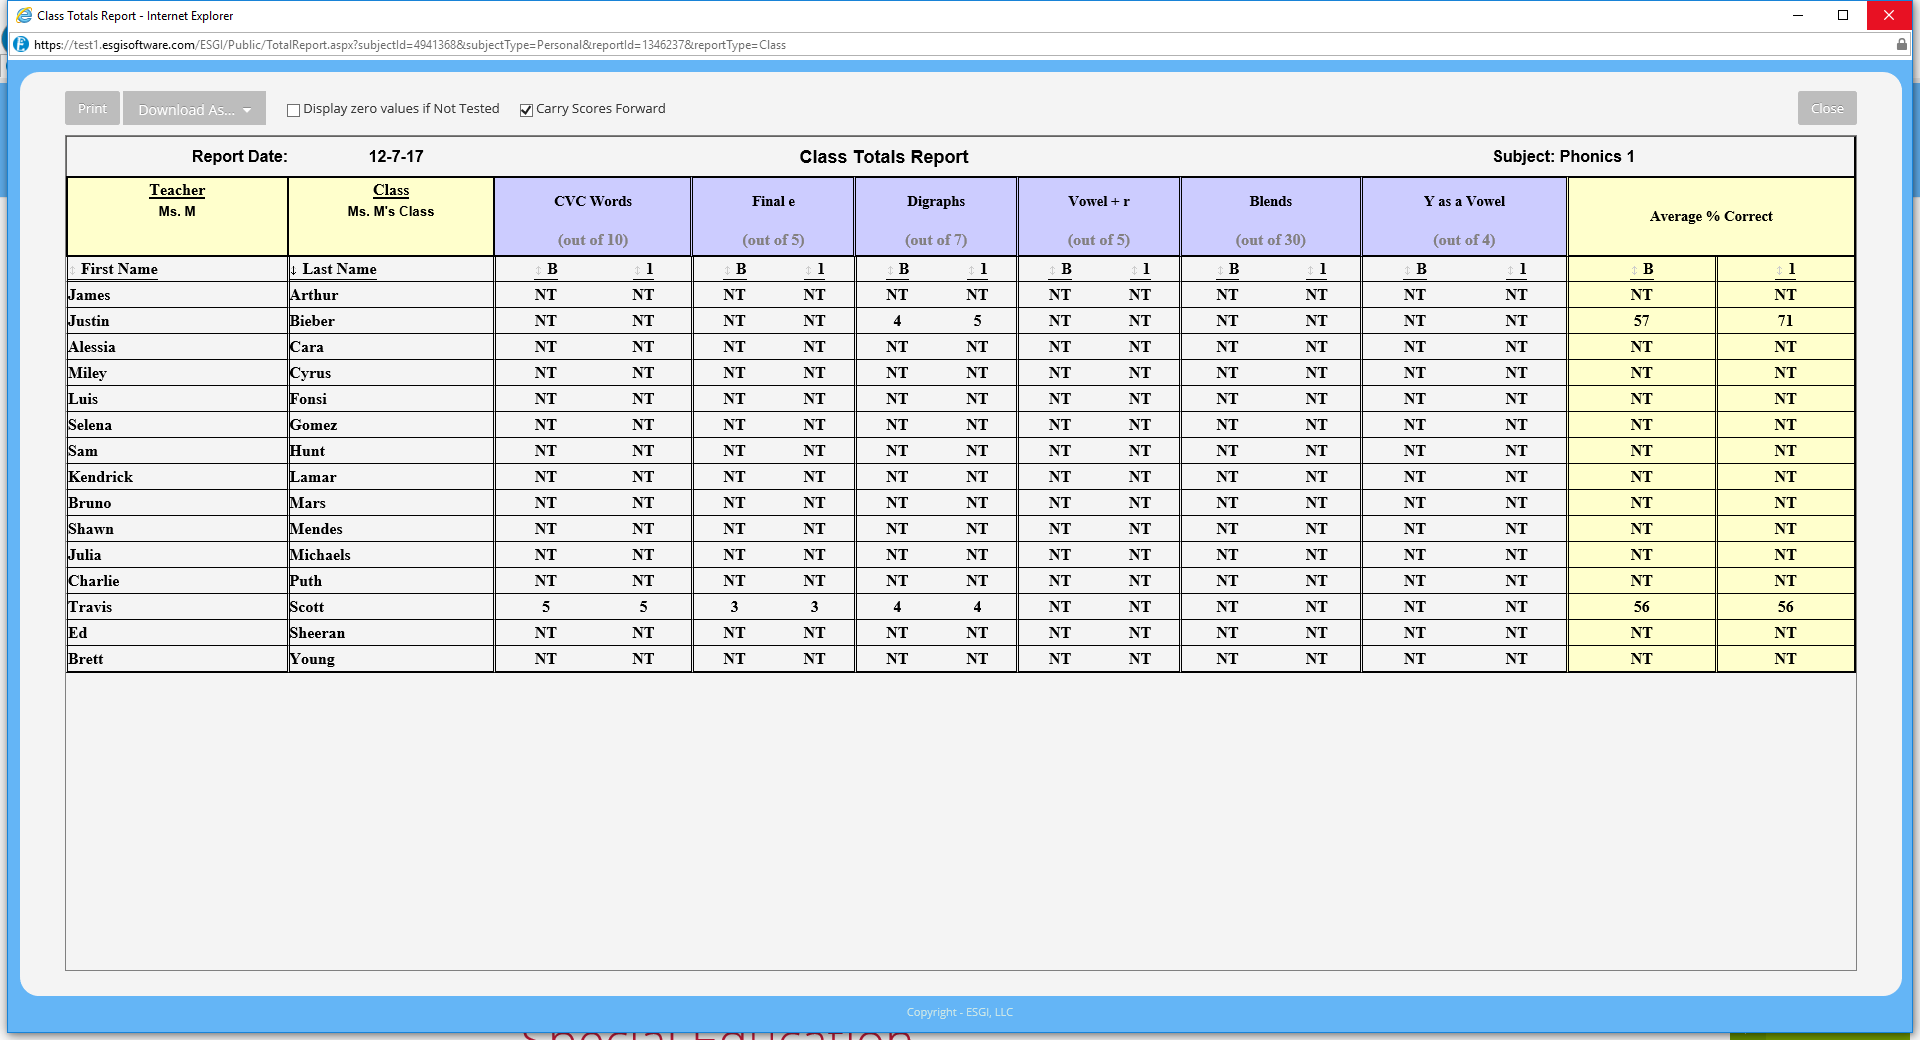 Class Totals Report - Internet Explorer
https://test1.esgisoftware.com/ESGI/Public/TotalReport.aspx?subjectId=4941368&subjectType=Personal&reportId=1346237&reportType=Class
Print Download As... Display zero values if Not Tested Carry Scores Forward Close
Report Date: 12-7-17 Class Totals Report Subject: Phonics 1
Teacher Class CVC Words Final e Digraphs Vowel + r Blends Y as a Vowel Average % Correct
Ms. M Ms. M's Class
(out of 10) (out of 5) (out of 7) (out of 5) (out of 30) (out of 4)
↕ First Name ↓ Last Name ↕ B ↕ 1 ↕ B ↕ 1 ↕ B ↕ 1 ↕ B ↕ 1 ↕ B ↕ 1 ↕ B ↕ 1 ↕ B ↕ 1
James Arthur NT NT NT NT NT NT NT NT NT NT NT NT NT NT
Justin Bieber NT NT NT NT 4 5 NT NT NT NT NT NT 57 71
Alessia Cara NT NT NT NT NT NT NT NT NT NT NT NT NT NT
Miley Cyrus NT NT NT NT NT NT NT NT NT NT NT NT NT NT
Luis Fonsi NT NT NT NT NT NT NT NT NT NT NT NT NT NT
Selena Gomez NT NT NT NT NT NT NT NT NT NT NT NT NT NT
Sam Hunt NT NT NT NT NT NT NT NT NT NT NT NT NT NT
Kendrick Lamar NT NT NT NT NT NT NT NT NT NT NT NT NT NT
Bruno Mars NT NT NT NT NT NT NT NT NT NT NT NT NT NT
Shawn Mendes NT NT NT NT NT NT NT NT NT NT NT NT NT NT
Julia Michaels NT NT NT NT NT NT NT NT NT NT NT NT NT NT
Charlie Puth NT NT NT NT NT NT NT NT NT NT NT NT NT NT
Travis Scott 5 5 3 3 4 4 NT NT NT NT NT NT 56 56
Ed Sheeran NT NT NT NT NT NT NT NT NT NT NT NT NT NT
Brett Young NT NT NT NT NT NT NT NT NT NT NT NT NT NT
Copyright - ESGI, LLC
Special Education